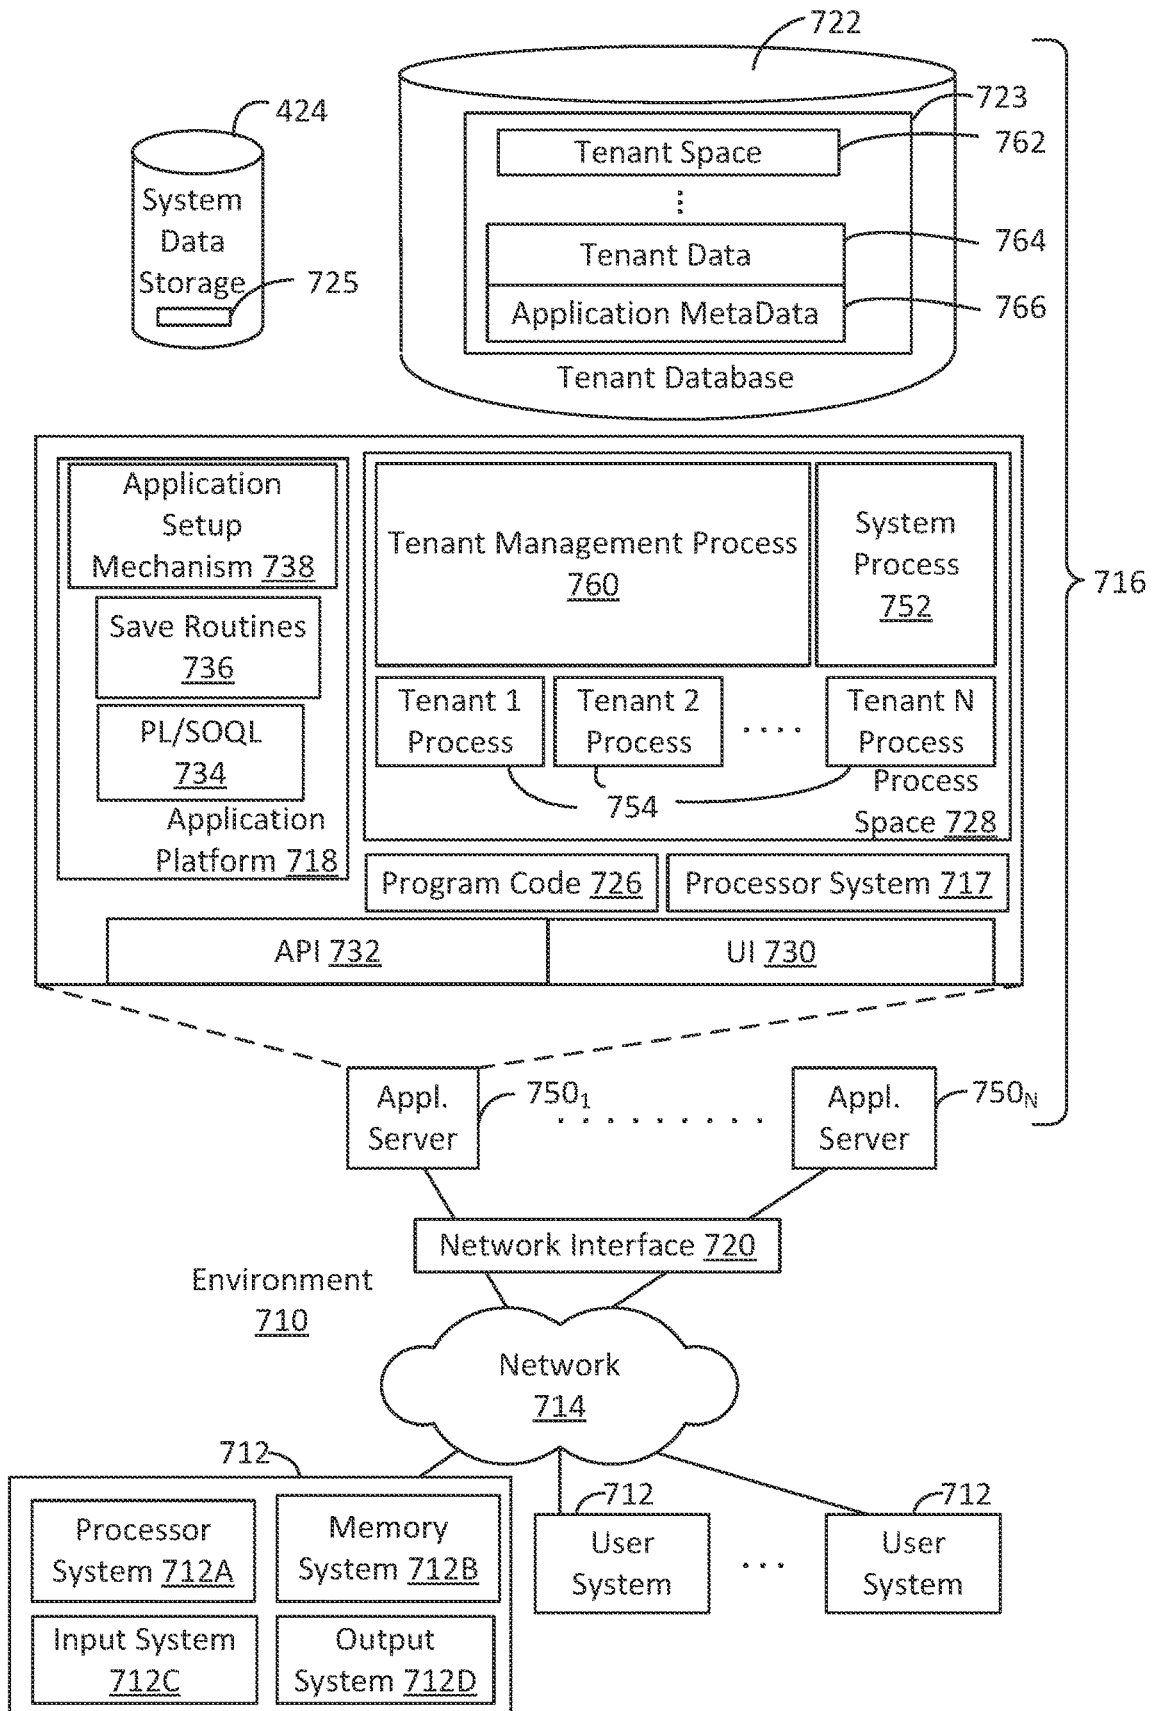 722
424
723
Tenant Space
762
System
Data
Storage
725
Tenant Data
764
Application MetaData
766
Tenant Database
Application
Setup
Mechanism 738
Tenant Management Process
760
System
Process
752
716
Save Routines
736
Tenant 1
Process
Tenant 2
Process
. . . .
Tenant N
Process
PL/SOQL
734
754
Process
Space 728
Application
Platform 718
Program Code 726
Processor System 717
API 732
UI 730
Appl.
Server
750₁
. . . . . . . . .
Appl.
Server
750N
Network Interface 720
Environment
710
Network
714
712
Processor
System 712A
Memory
System 712B
Input System
712C
Output
System 712D
712
User
System
. . .
712
User
System